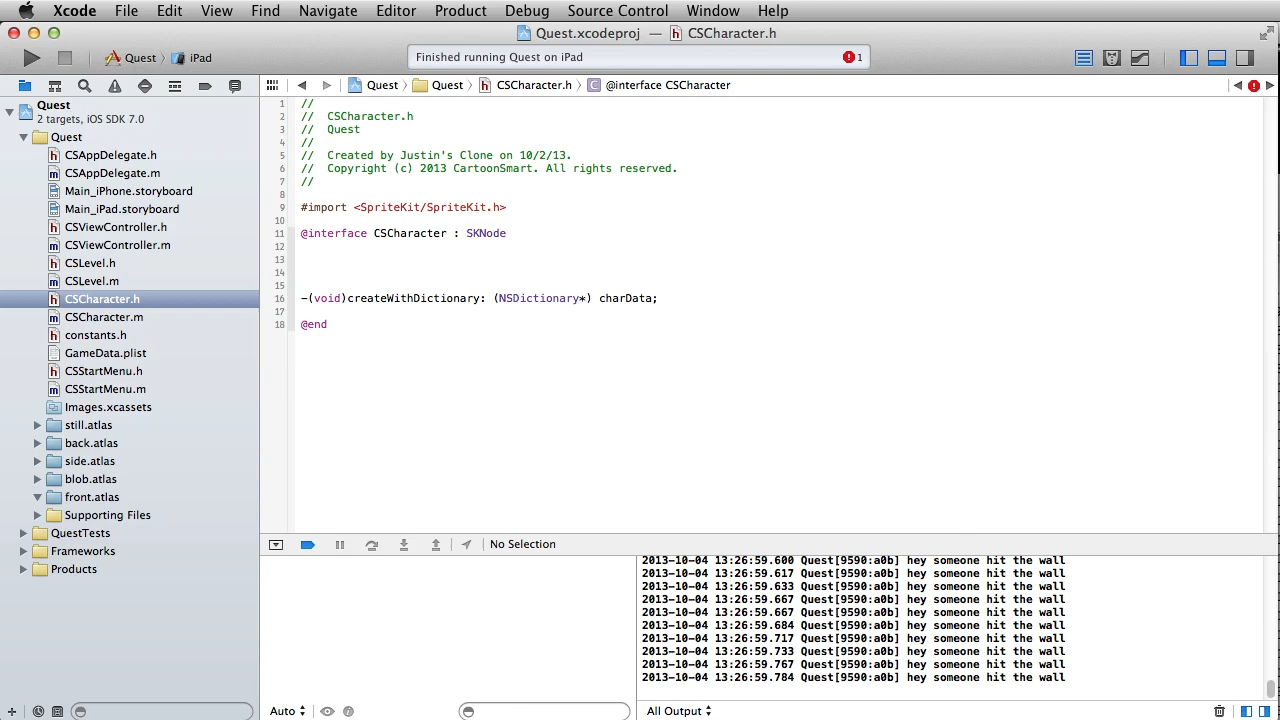 Xcode File Edit View Find Navigate Editor Product Debug Source Control Window Help
Quest.xcodeproj — CSCharacter.h
Quest iPad
Finished running Quest on iPad 1
Quest Quest CSCharacter.h @interface CSCharacter
Quest
2 targets, iOS SDK 7.0
Quest
CSAppDelegate.h
CSAppDelegate.m
Main_iPhone.storyboard
Main_iPad.storyboard
CSViewController.h
CSViewController.m
CSLevel.h
CSLevel.m
CSCharacter.h
CSCharacter.m
constants.h
GameData.plist
CSStartMenu.h
CSStartMenu.m
Images.xcassets
still.atlas
back.atlas
side.atlas
blob.atlas
front.atlas
Supporting Files
QuestTests
Frameworks
Products
1 //
2 // CSCharacter.h
3 // Quest
4 //
5 // Created by Justin's Clone on 10/2/13.
6 // Copyright (c) 2013 CartoonSmart. All rights reserved.
7 //
8
9 #import <SpriteKit/SpriteKit.h>
10
11 @interface CSCharacter : SKNode
12
13
14
15
16 -(void)createWithDictionary: (NSDictionary*) charData;
17
18 @end
No Selection
2013-10-04 13:26:59.600 Quest[9590:a0b] hey someone hit the wall
2013-10-04 13:26:59.617 Quest[9590:a0b] hey someone hit the wall
2013-10-04 13:26:59.633 Quest[9590:a0b] hey someone hit the wall
2013-10-04 13:26:59.667 Quest[9590:a0b] hey someone hit the wall
2013-10-04 13:26:59.667 Quest[9590:a0b] hey someone hit the wall
2013-10-04 13:26:59.684 Quest[9590:a0b] hey someone hit the wall
2013-10-04 13:26:59.717 Quest[9590:a0b] hey someone hit the wall
2013-10-04 13:26:59.733 Quest[9590:a0b] hey someone hit the wall
2013-10-04 13:26:59.767 Quest[9590:a0b] hey someone hit the wall
2013-10-04 13:26:59.784 Quest[9590:a0b] hey someone hit the wall
Auto
All Output